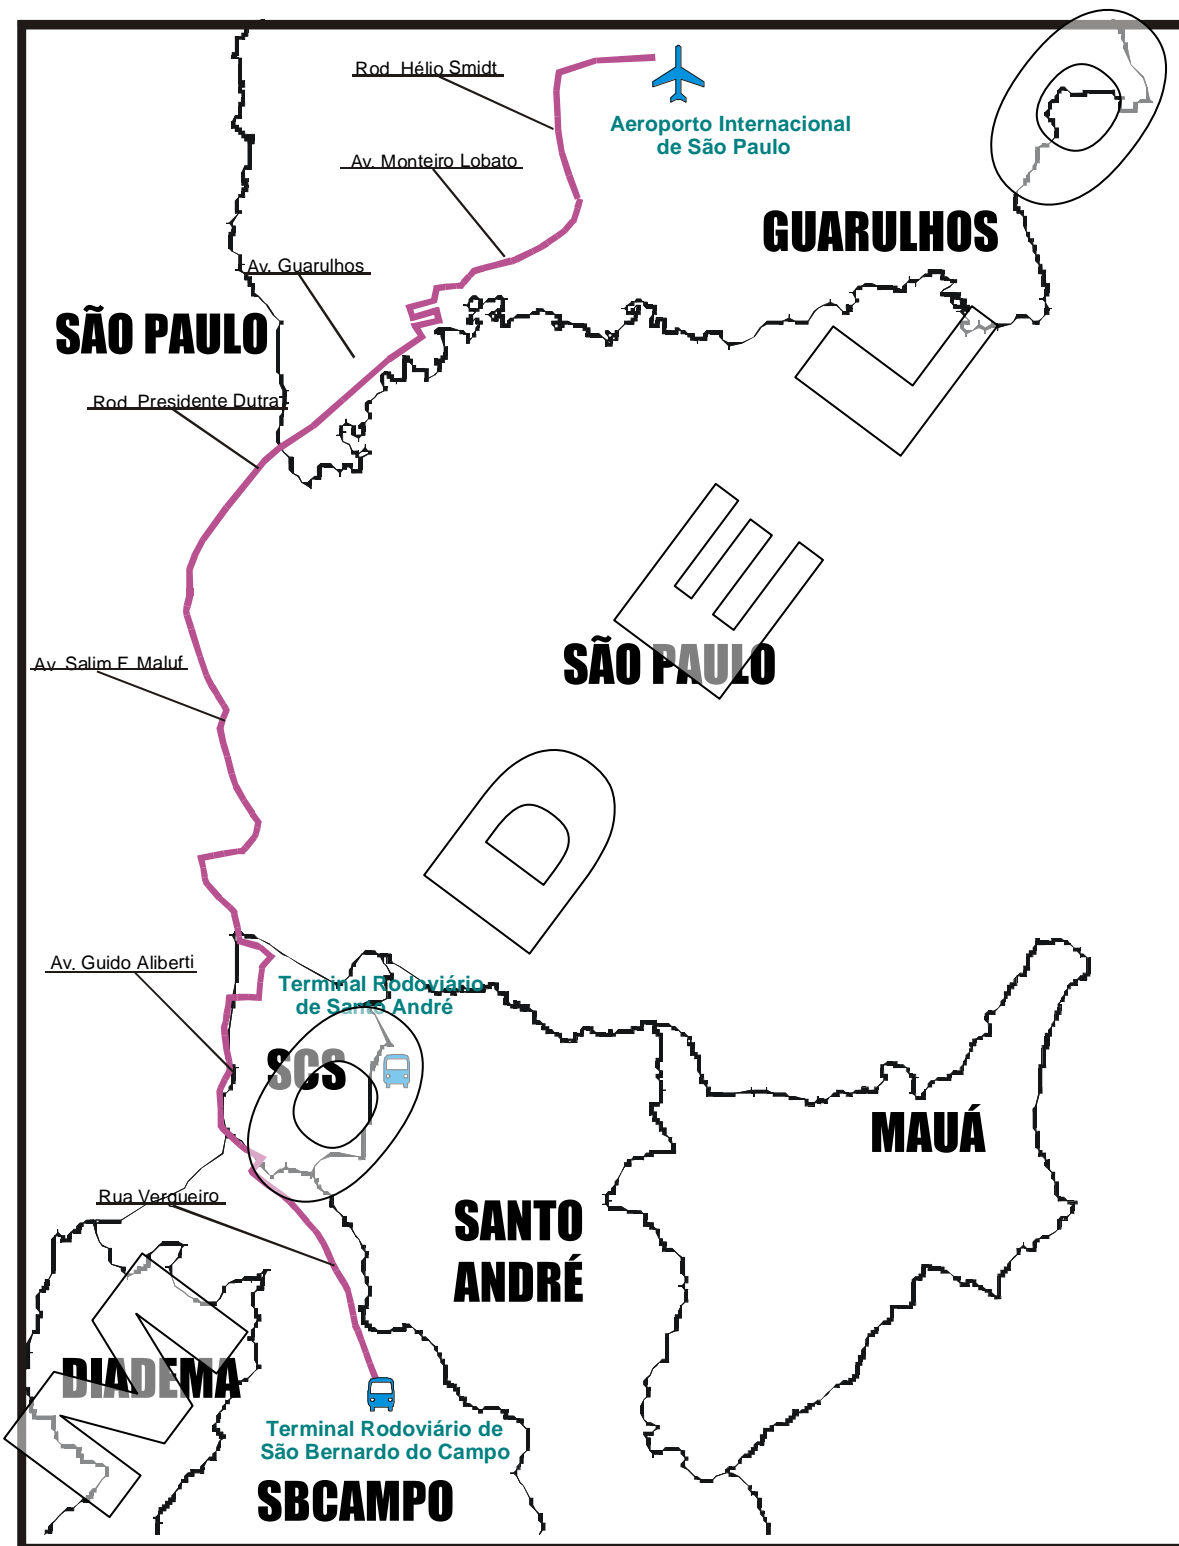 Rod. Hélio Smidt
Aeroporto Internacional
de São Paulo
Av. Monteiro Lobato
GUARULHOS
Av. Guarulhos
SÃO PAULO
Rod. Presidente Dutra
SÃO PAULO
Av. Salim F. Maluf
Av. Guido Aliberti
Terminal Rodoviário
de Santo André
SCS
MAUÁ
Rua Vergueiro
SANTO
ANDRÉ
DIADEMA
Terminal Rodoviário de
São Bernardo do Campo
SBCAMPO
MODELO